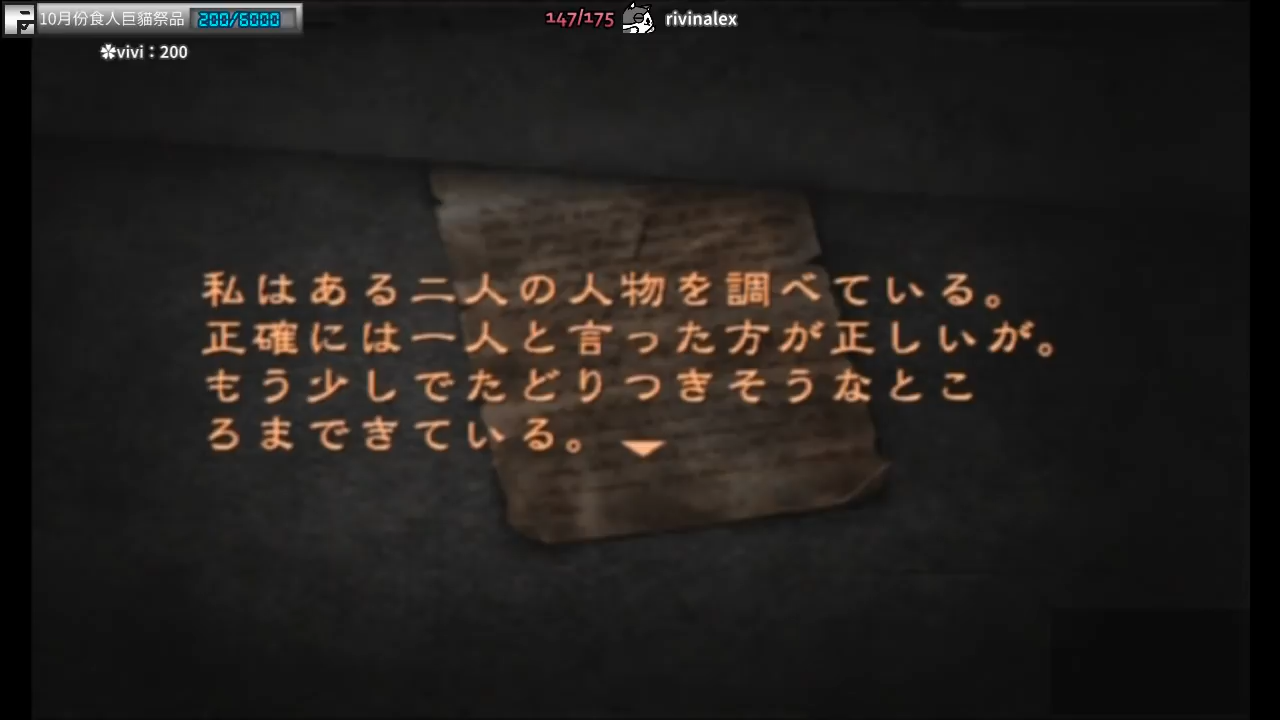 10月份食人巨貓祭品 200/6000
147/175 rivinalex
✽vivi：200
私はある二人の人物を調べている。
正確には一人と言った方が正しいが。
もう少しでたどりつきそうなとこ
ろまできている。